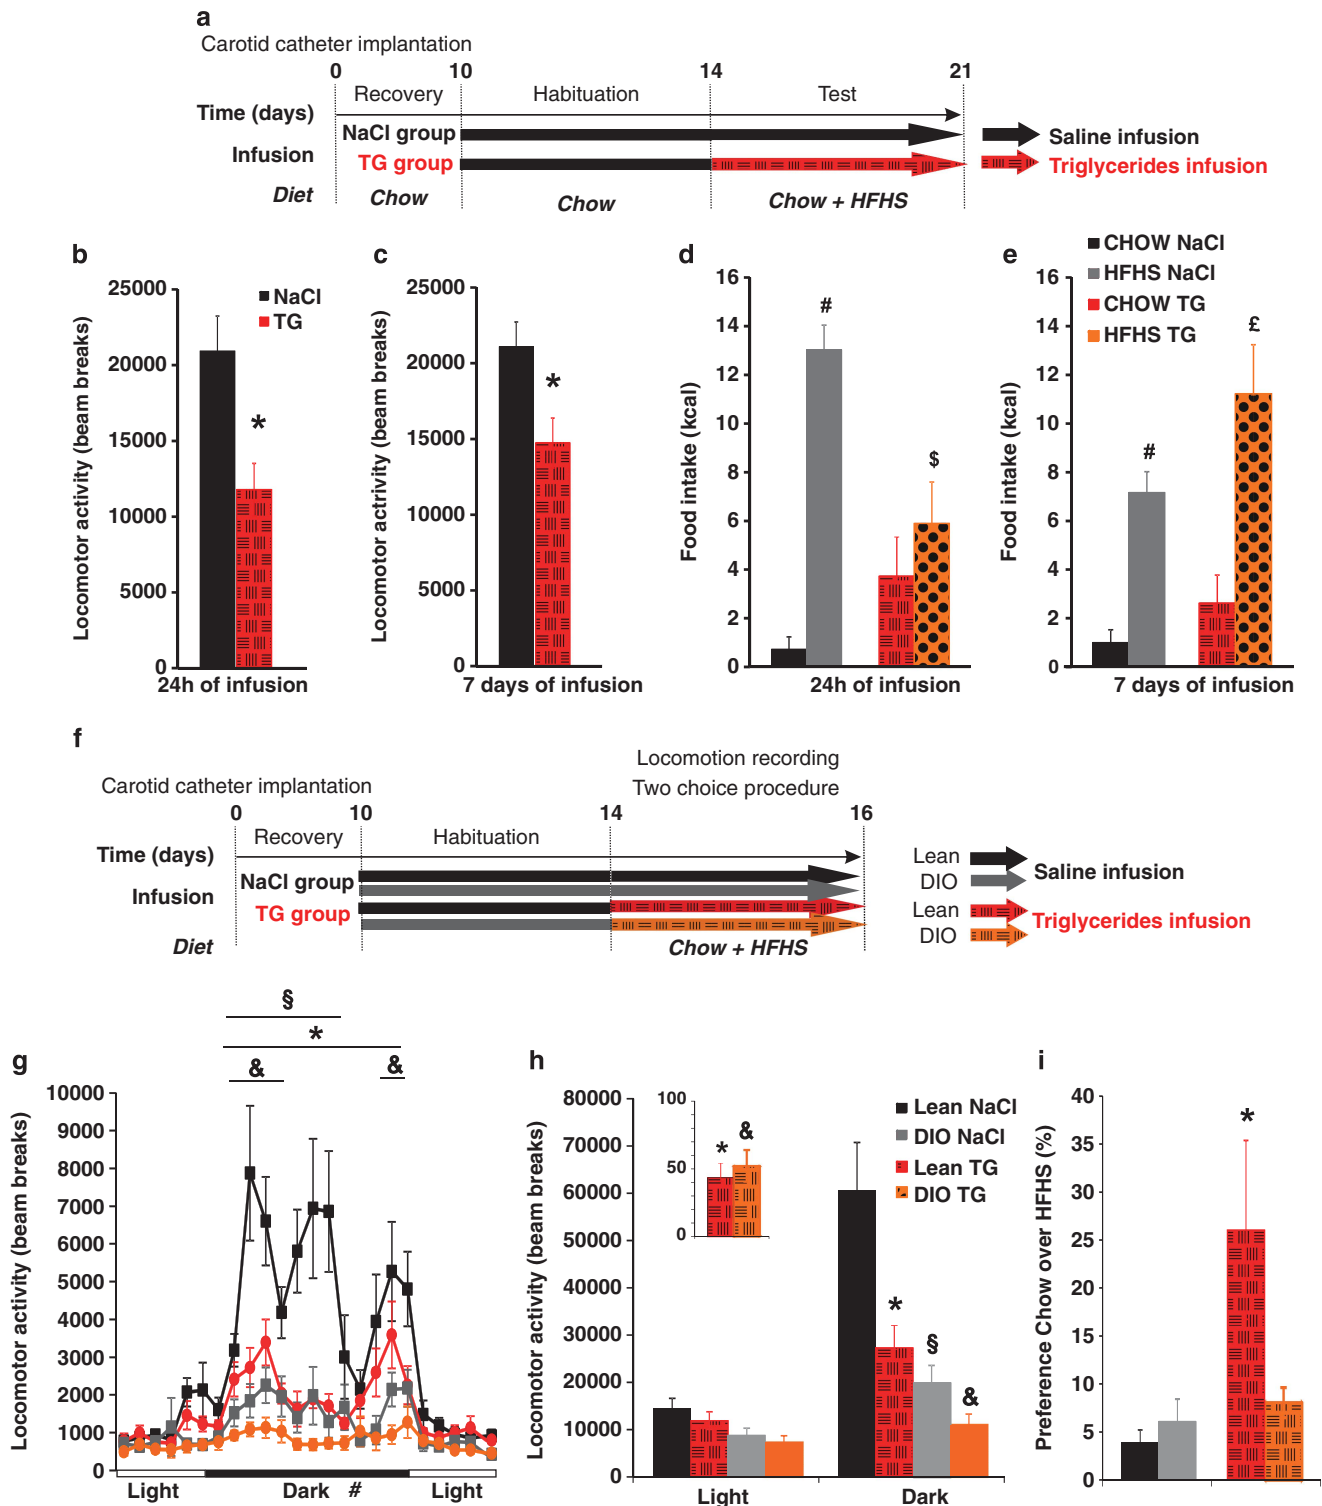 a
Carotid catheter implantation
0 10 14 21
Recovery Habituation Test
Time (days)
NaCl group
Saline infusion
Infusion
TG group
Triglycerides infusion
Diet Chow Chow Chow + HFHS
b
Locomotor activity (beam breaks)
25000
20000
15000
10000
5000
0
NaCl
TG
*
24h of infusion
c
Locomotor actrivity (beam breaks)
25000
20000
15000
10000
5000
0
*
7 days of infusion
d
Food intake (kcal)
16
14
12
10
8
6
4
2
0
#
$
24h of infusion
e
CHOW NaCl
HFHS NaCl
CHOW TG
HFHS TG
Food intake (kcal)
16
14
12
10
8
6
4
2
0
#
£
7 days of infusion
f
Locomotion recording
Carotid catheter implantation Two choice procedure
0 10 14 16
Recovery Habituation
Time (days)
NaCl group
Infusion
TG group
Diet Chow + HFHS
Lean
DIO
Saline infusion
Lean
DIO
Triglycerides infusion
g
§
*
& &
Locomotor activity (beam breaks)
10000
9000
8000
7000
6000
5000
4000
3000
2000
1000
0
Light Dark # Light
h
Locomotor activity (beam breaks)
80000
70000
60000
50000
40000
30000
20000
10000
0
100
50
0
* &
Lean NaCl
DIO NaCl
Lean TG
DIO TG
*
§
&
Light Dark
i
Preference Chow over HFHS (%)
40
35
30
25
20
15
10
5
0
*